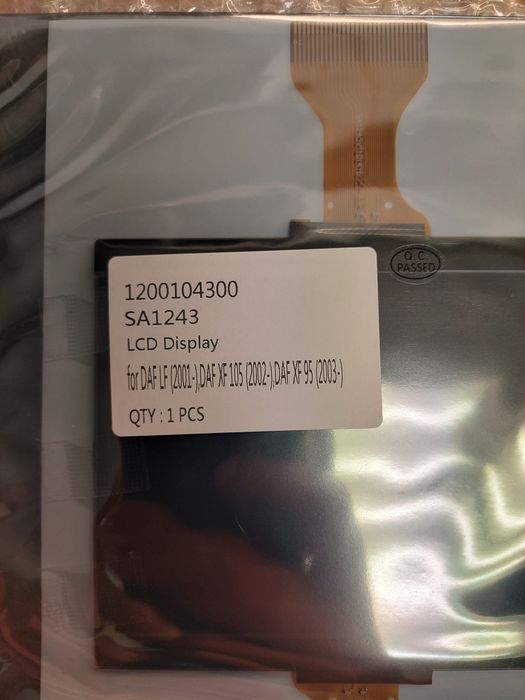 Q.C.
PASSED
1200104300
SA1243
LCD Display
for DAF LF (2001-),DAF XF 105 (2002-),DAF XF 95 (2003-)
QTY : 1 PCS